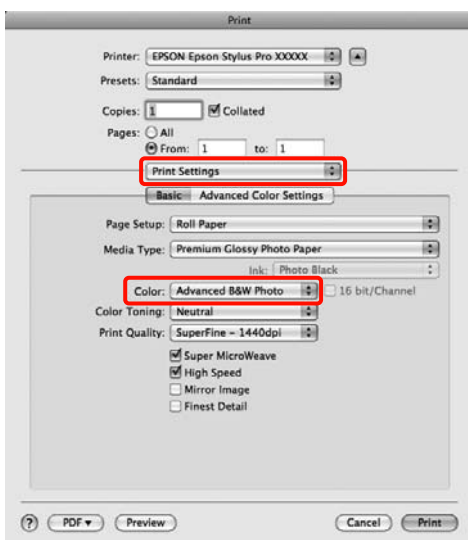 Print
Printer: EPSON Epson Stylus Pro XXXXX
Presets: Standard
Copies: 1 Collated
Pages: All
From: 1 to: 1
Print Settings
Basic Advanced Color Settings
Page Setup: Roll Paper
Media Type: Premium Glossy Photo Paper
Ink: Photo Black
Color: Advanced B&W Photo 16 bit/Channel
Color Toning: Neutral
Print Quality: SuperFine - 1440dpi
Super MicroWeave
High Speed
Mirror Image
Finest Detail
? PDF Preview Cancel Print